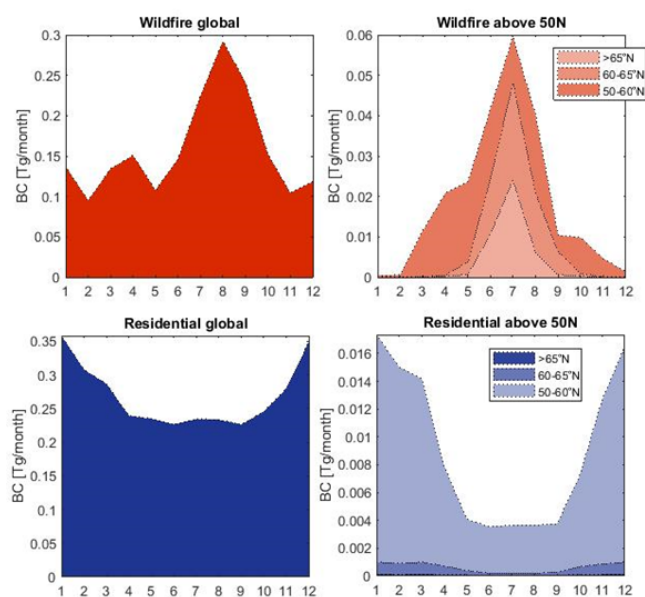 Wildfire global
BC [Tg/month]
0.3
0.25
0.2
0.15
0.1
0.05
0
1 2 3 4 5 6 7 8 9 10 11 12
Wildfire above 50N
BC [Tg/month]
0.06
0.05
0.04
0.03
0.02
0.01
0
1 2 3 4 5 6 7 8 9 10 11 12
>65°N
60-65°N
50-60°N
Residential global
BC [Tg/month]
0.35
0.3
0.25
0.2
0.15
0.1
0.05
0
1 2 3 4 5 6 7 8 9 10 11 12
Residential above 50N
BC [Tg/month]
0.016
0.014
0.012
0.01
0.008
0.006
0.004
0.002
0
1 2 3 4 5 6 7 8 9 10 11 12
>65°N
60-65°N
50-60°N